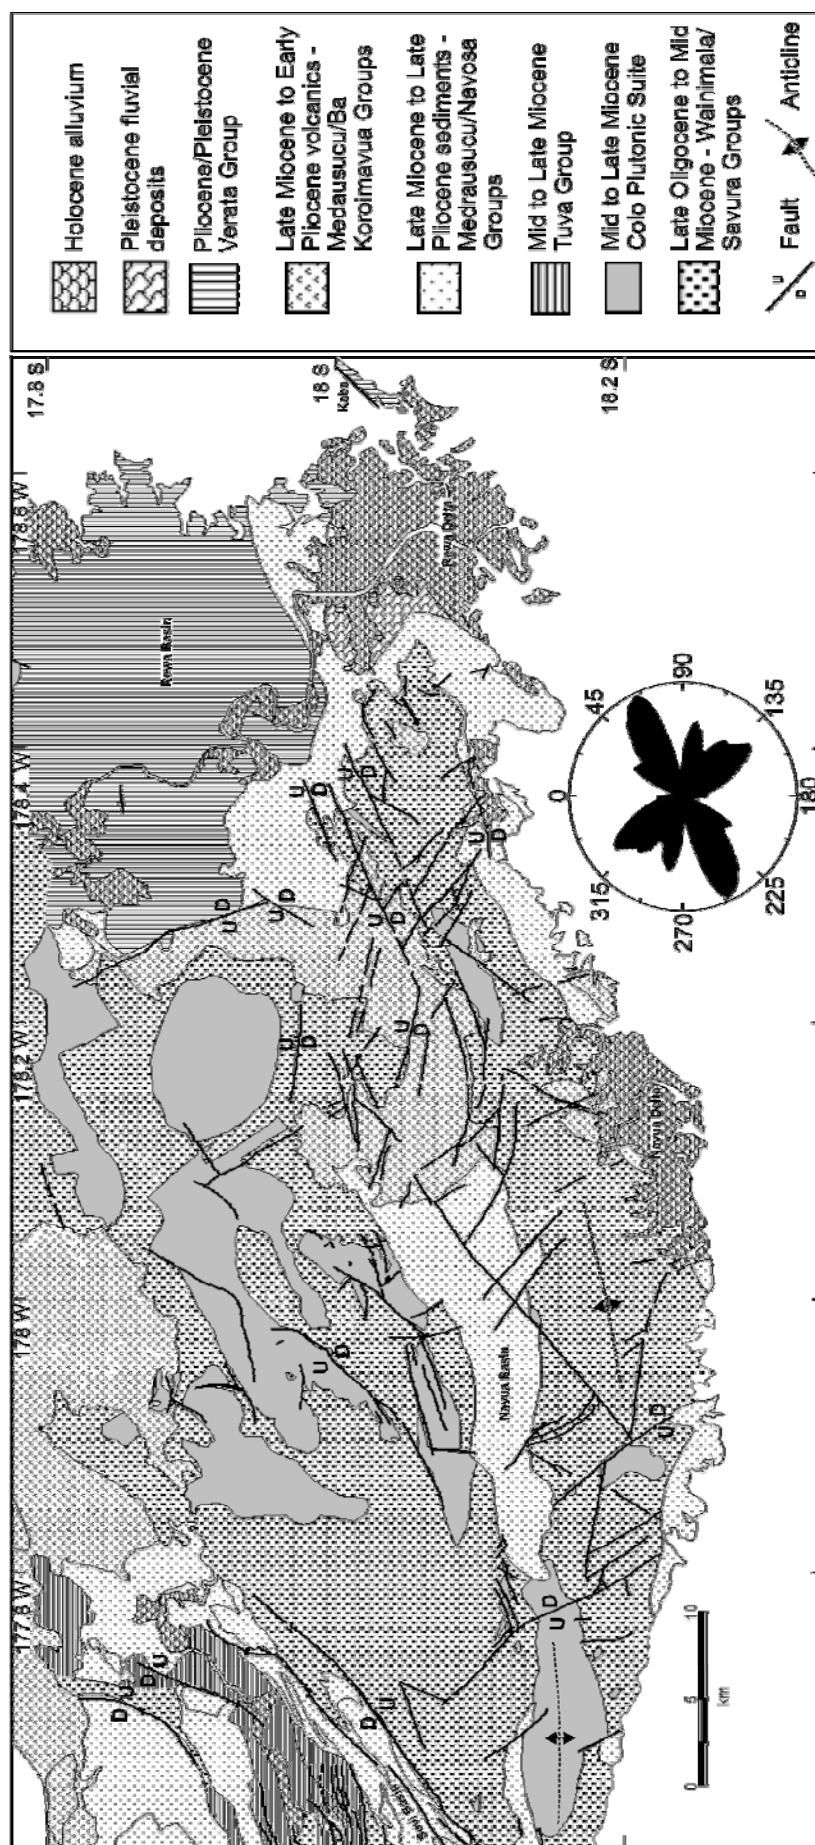 Holocene alluvium
Pleistocene fluvial
deposits
Pliocene/Pleistocene
Verata Group
Late Miocene to Early
Pliocene volcanics -
Medausucu/Ba
Koroimavua Groups
Late Miocene to Late
Pliocene sediments -
Medrausucu/Navosa
Groups
Mid to Late Miocene
Tuva Group
Mid to Late Miocene
Colo Plutonic Suite
Late Oligocene to Mid
Miocene - Wainimala/
Savura Groups
U
D
Fault
Anticline
177.8 W
178 W
178.2 W
178.4 W
178.6 W
17.8 S
18 S
18.2 S
Koba
Rewa Basin
Rewa Delta
Navua Basin
Navua Delta
Sovi Basin
U
D
U
D
U
D
U
D
U
D
U
D
U
D
U
D
U
D
U
D
U
D
D
U
D
U
D
U
0
45
90
135
180
225
270
315
0
5
10
km